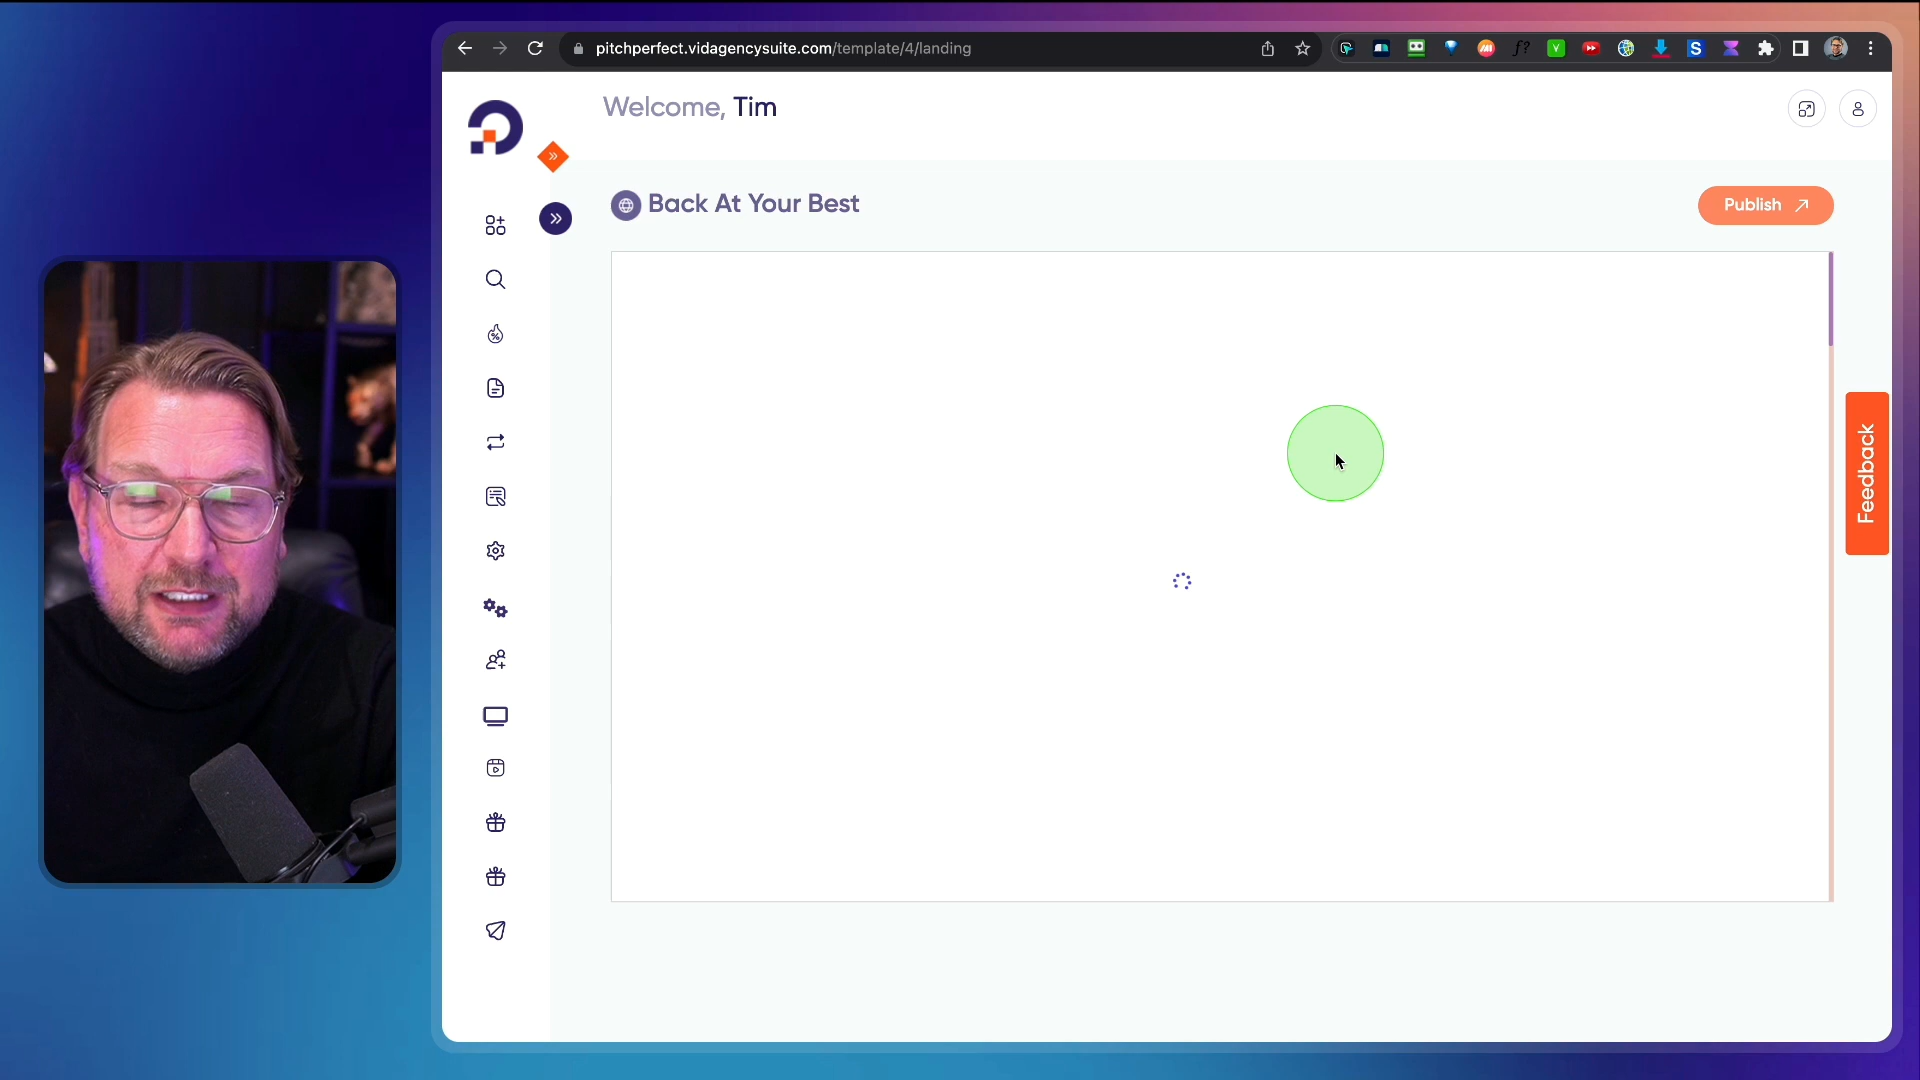 pitchperfect.vidagencysuite.com/template/4/landing
Welcome, Tim
Back At Your Best
Publish
Feedback